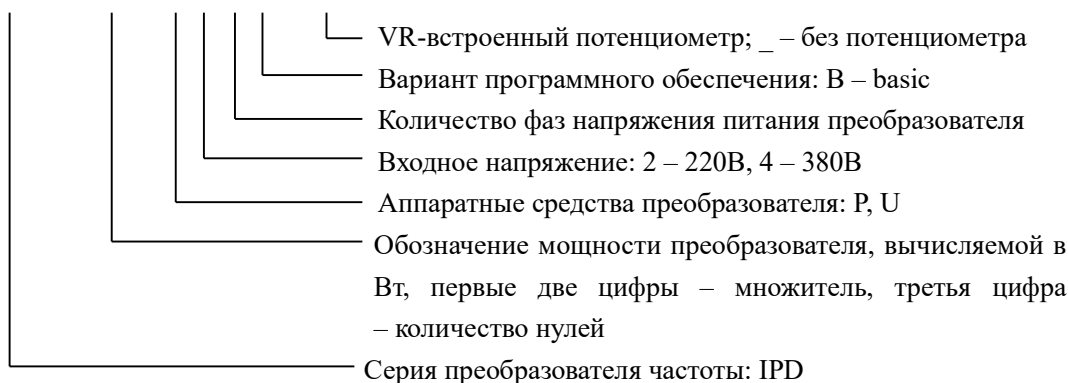 VR-встроенный потенциометр; _ – без потенциометра
Вариант программного обеспечения: B – basic
Количество фаз напряжения питания преобразователя
Входное напряжение: 2 – 220В, 4 – 380В
Аппаратные средства преобразователя: P, U
Обозначение мощности преобразователя, вычисляемой в
Вт, первые две цифры – множитель, третья цифра
– количество нулей
Серия преобразователя частоты: IPD